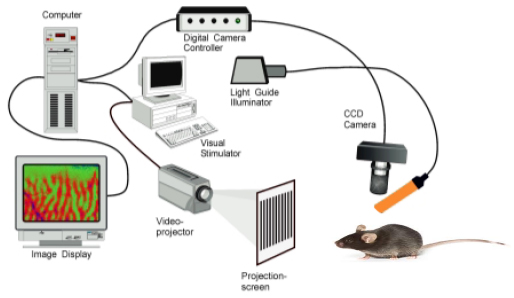 Computer
Digital Camera
Controller
Light Guide
Illuminator
CCD
Camera
Visual
Stimulator
Video-
projector
Image Display
Projection-
screen